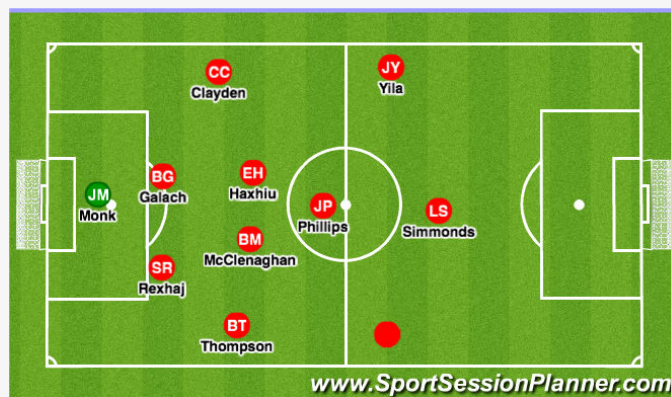 CC
Clayden
JY
Yila
BG
Galach
EH
Haxhiu
JM
Monk
JP
Phillips
LS
Simmonds
BM
McClenaghan
SR
Rexhaj
BT
Thompson
www.SportSessionPlanner.com